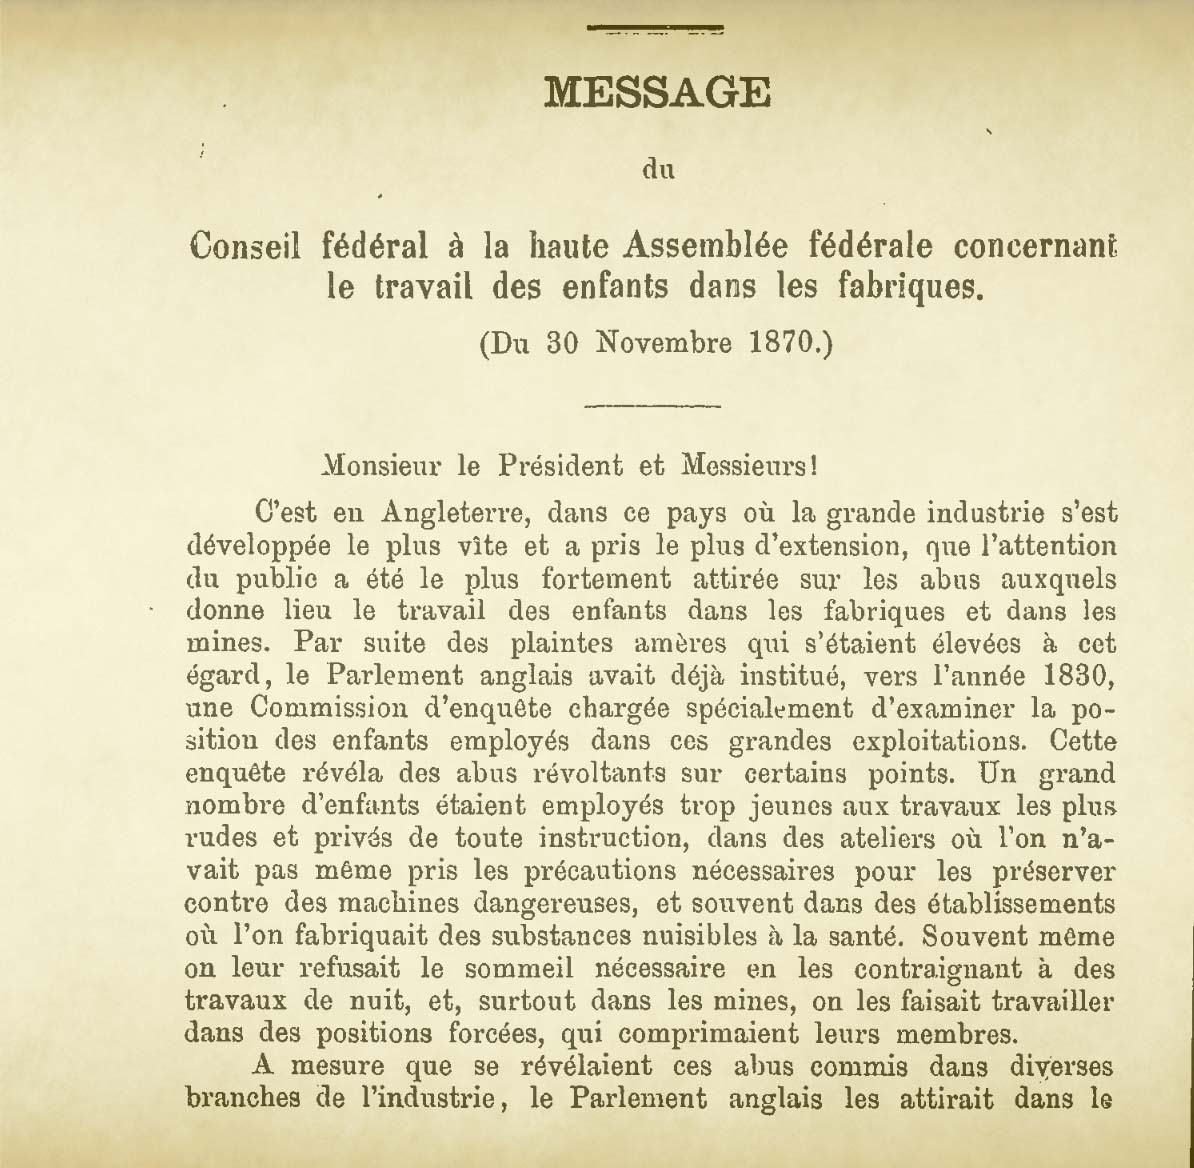 MESSAGE
du
Conseil fédéral à la haute Assemblée fédérale concernant
le travail des enfants dans les fabriques.
(Du 30 Novembre 1870.)
Monsieur le Président et Messieurs!
C'est en Angleterre, dans ce pays où la grande industrie s'est
développée le plus vîte et a pris le plus d'extension, que l'attention
du public a été le plus fortement attirée sur les abus auxquels
donne lieu le travail des enfants dans les fabriques et dans les
mines. Par suite des plaintes amères qui s'étaient élevées à cet
égard, le Parlement anglais avait déjà institué, vers l'année 1830,
une Commission d'enquête chargée spécialement d'examiner la po-
sition des enfants employés dans ces grandes exploitations. Cette
enquête révéla des abus révoltants sur certains points. Un grand
nombre d'enfants étaient employés trop jeunes aux travaux les plus
rudes et privés de toute instruction, dans des ateliers où l'on n'a-
vait pas même pris les précautions nécessaires pour les préserver
contre des machines dangereuses, et souvent dans des établissements
où l'on fabriquait des substances nuisibles à la santé. Souvent même
on leur refusait le sommeil nécessaire en les contraignant à des
travaux de nuit, et, surtout dans les mines, on les faisait travailler
dans des positions forcées, qui comprimaient leurs membres.
A mesure que se révélaient ces abus commis dans diverses
branches de l'industrie, le Parlement anglais les attirait dans le